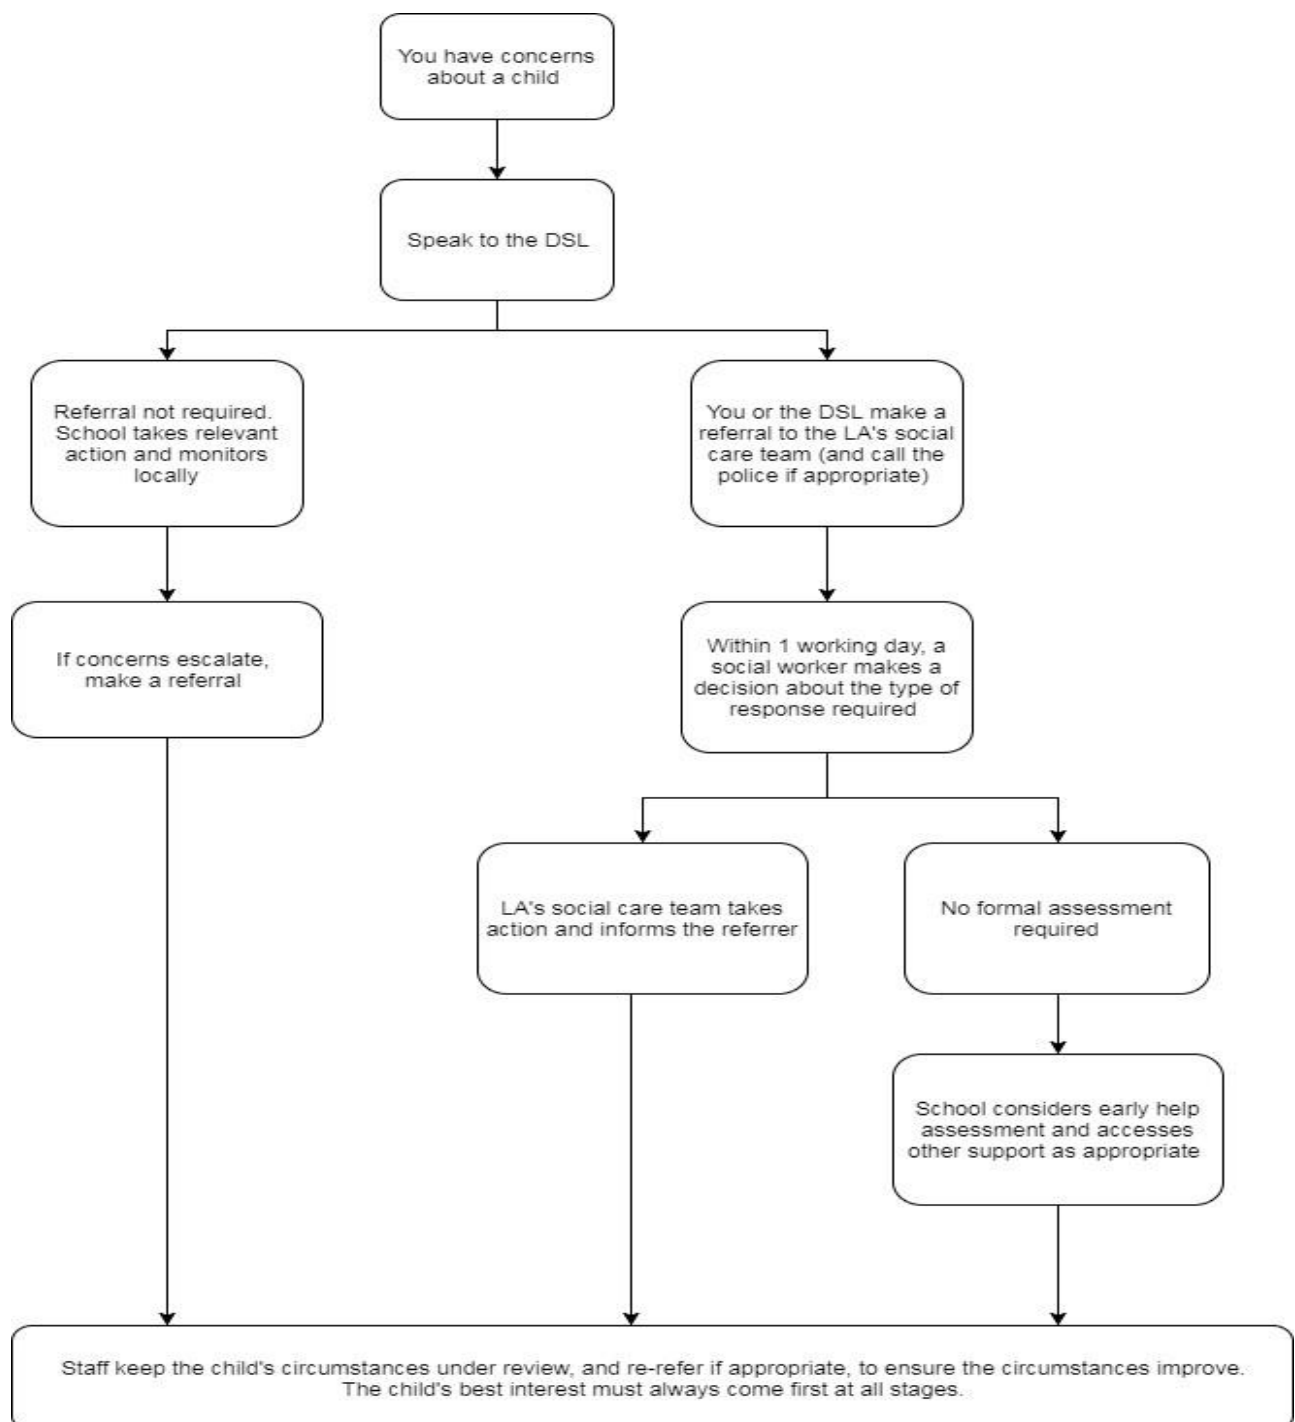 You have concerns
about a child
Speak to the DSL
Referral not required.
School takes relevant
action and monitors
locally
You or the DSL make a
referral to the LA's social
care team (and call the
police if appropriate)
If concerns escalate,
make a referral
Within 1 working day, a
social worker makes a
decision about the type of
response required
LA's social care team takes
action and informs the referrer
No formal assessment
required
School considers early help
assessment and accesses
other support as appropriate
Staff keep the child's circumstances under review, and re-refer if appropriate, to ensure the circumstances improve.
The child's best interest must always come first at all stages.